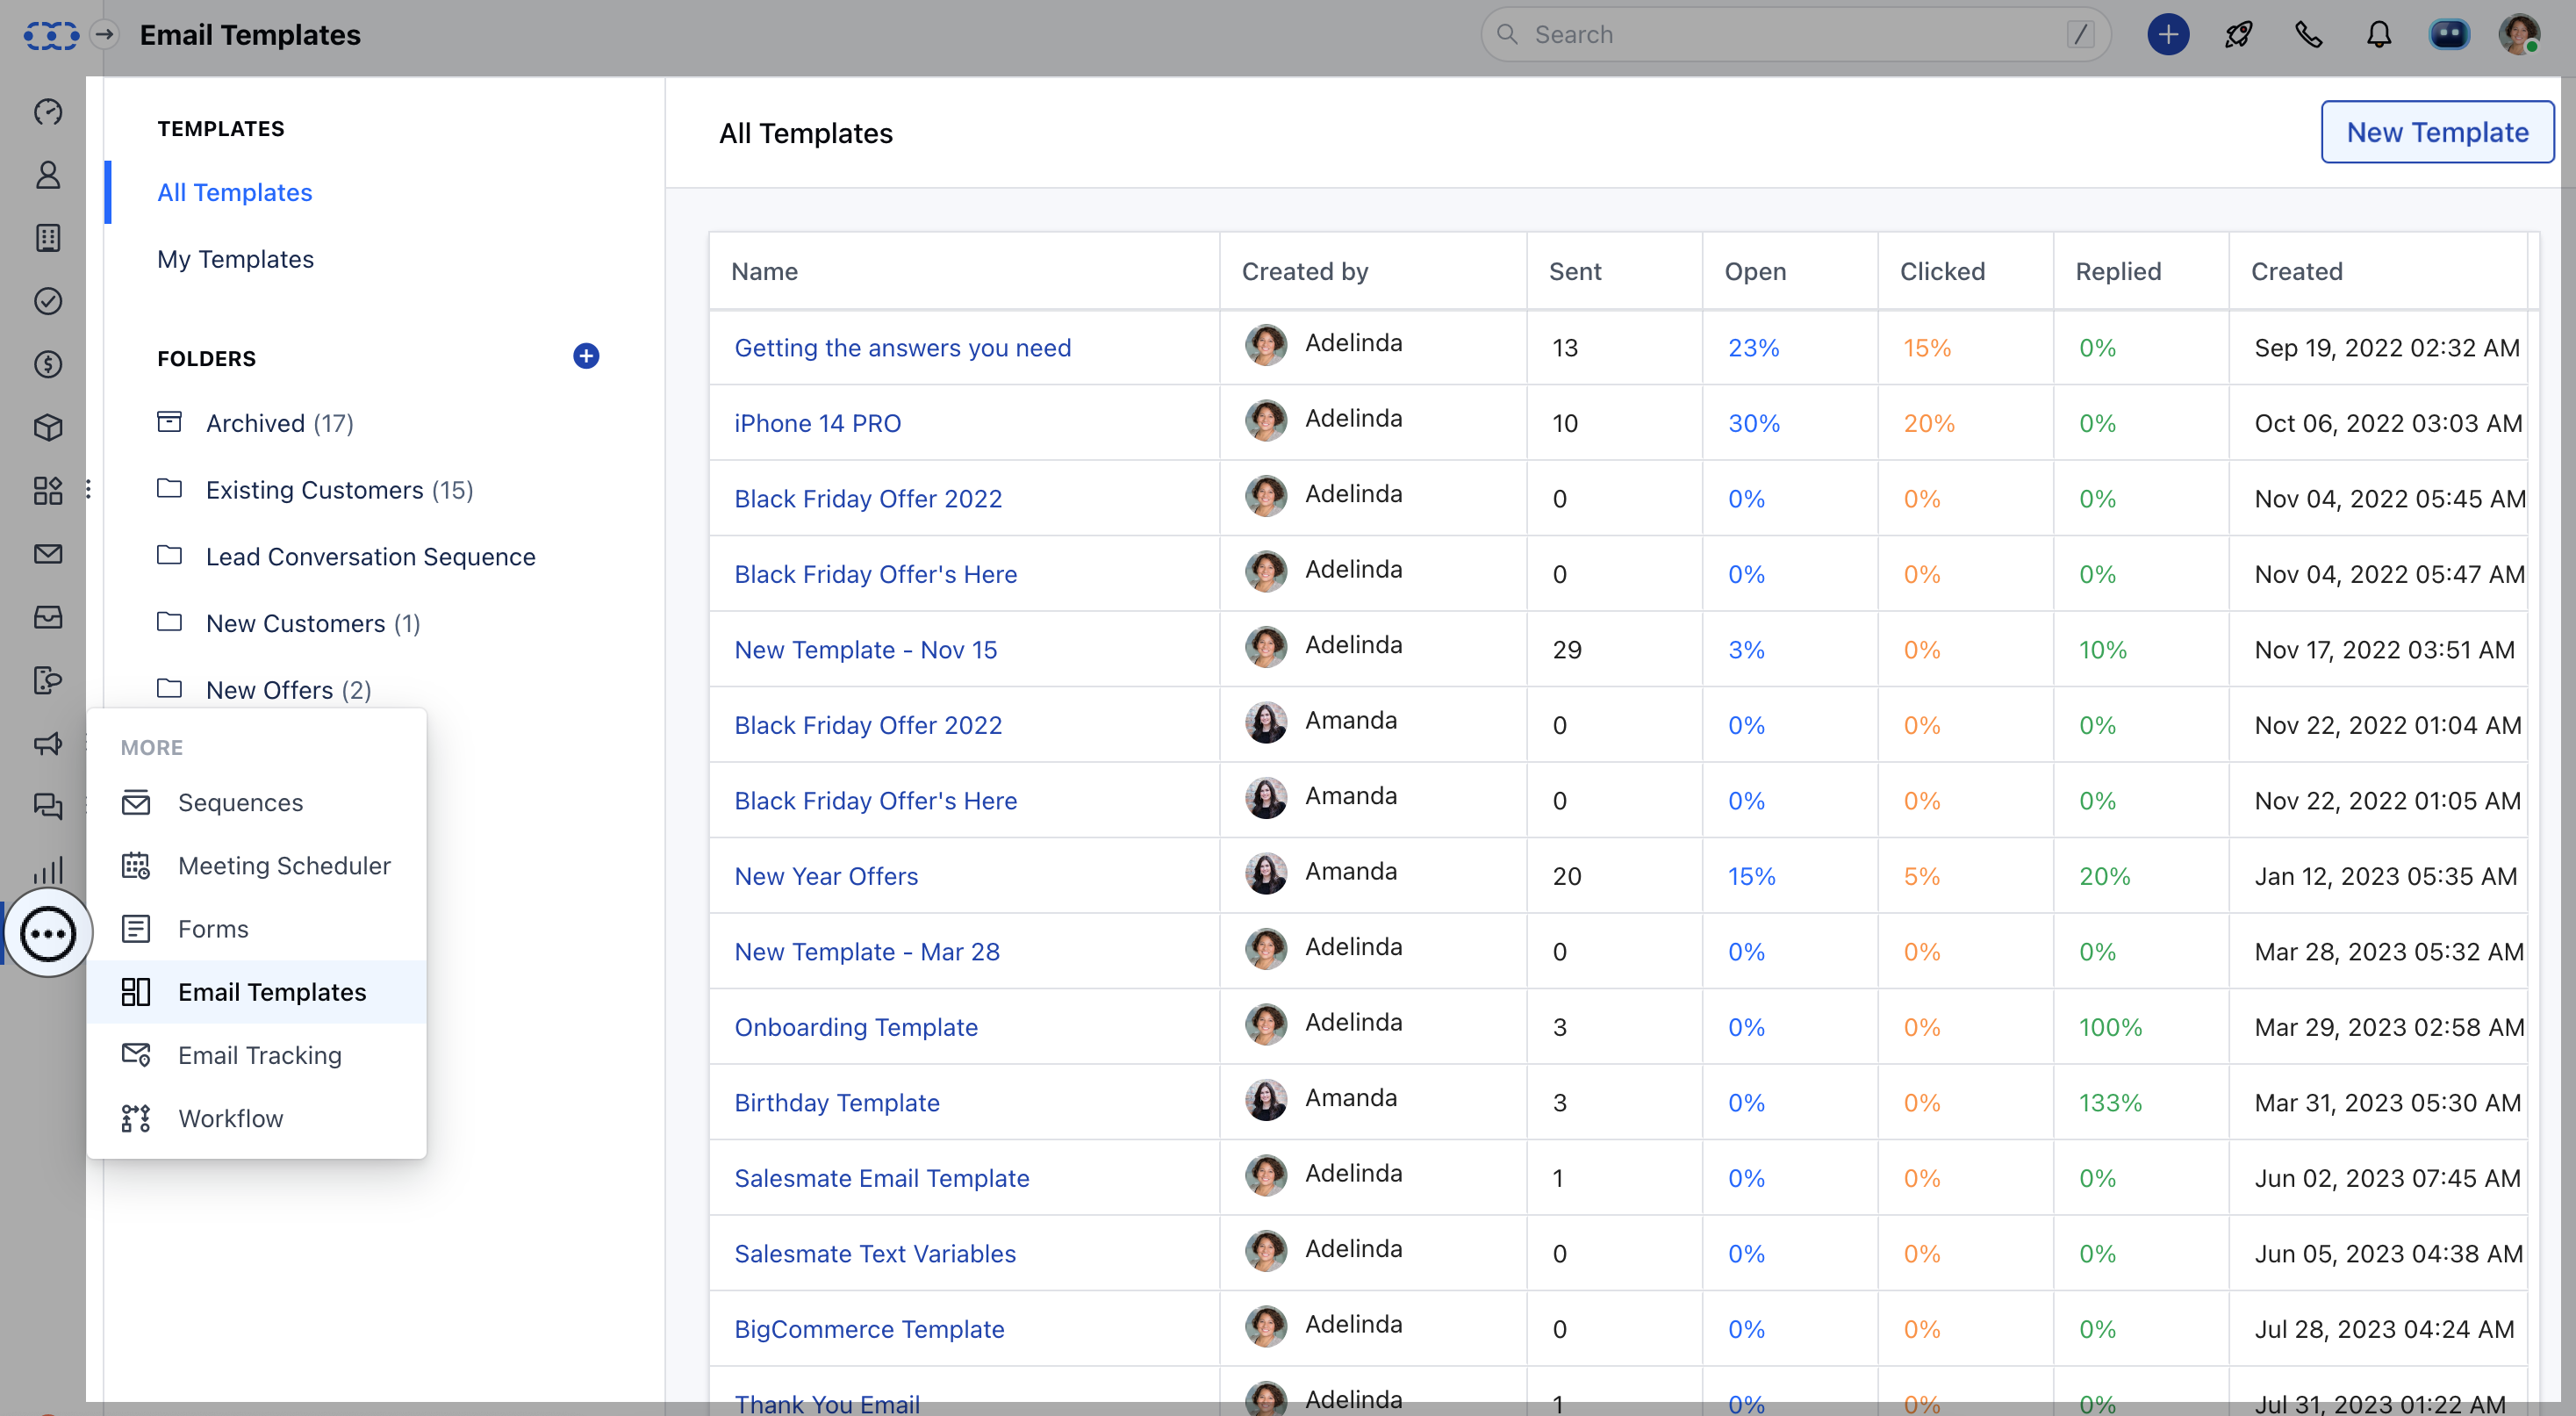 Email Templates
Search /
TEMPLATES
All Templates
My Templates
FOLDERS
Archived (17)
Existing Customers (15)
Lead Conversation Sequence
New Customers (1)
New Offers (2)
MORE
Sequences
Meeting Scheduler
Forms
Email Templates
Email Tracking
Workflow
All Templates
New Template
Name Created by Sent Open Clicked Replied Created
Getting the answers you need Adelinda 13 23% 15% 0% Sep 19, 2022 02:32 AM
iPhone 14 PRO Adelinda 10 30% 20% 0% Oct 06, 2022 03:03 AM
Black Friday Offer 2022 Adelinda 0 0% 0% 0% Nov 04, 2022 05:45 AM
Black Friday Offer's Here Adelinda 0 0% 0% 0% Nov 04, 2022 05:47 AM
New Template - Nov 15 Adelinda 29 3% 0% 10% Nov 17, 2022 03:51 AM
Black Friday Offer 2022 Amanda 0 0% 0% 0% Nov 22, 2022 01:04 AM
Black Friday Offer's Here Amanda 0 0% 0% 0% Nov 22, 2022 01:05 AM
New Year Offers Amanda 20 15% 5% 20% Jan 12, 2023 05:35 AM
New Template - Mar 28 Adelinda 0 0% 0% 0% Mar 28, 2023 05:32 AM
Onboarding Template Adelinda 3 0% 0% 100% Mar 29, 2023 02:58 AM
Birthday Template Amanda 3 0% 0% 133% Mar 31, 2023 05:30 AM
Salesmate Email Template Adelinda 1 0% 0% 0% Jun 02, 2023 07:45 AM
Salesmate Text Variables Adelinda 0 0% 0% 0% Jun 05, 2023 04:38 AM
BigCommerce Template Adelinda 0 0% 0% 0% Jul 28, 2023 04:24 AM
Thank You Email Adelinda 1 0% 0% 0% Jul 31, 2023 01:22 AM